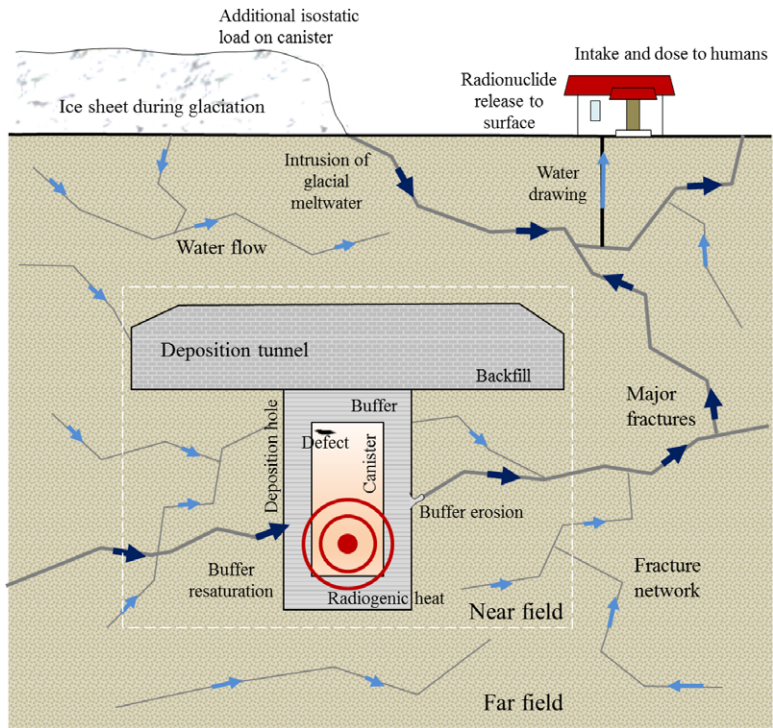 Additional isostatic
load on canister
Intake and dose to humans
Radionuclide
release to
surface
Ice sheet during glaciation
Intrusion of
glacial
meltwater
Water
drawing
Water flow
Deposition tunnel
Backfill
Buffer
Major
fractures
Deposition hole
Defect
Canister
Buffer erosion
Buffer
resaturation
Fracture
network
Radiogenic heat
Near field
Far field